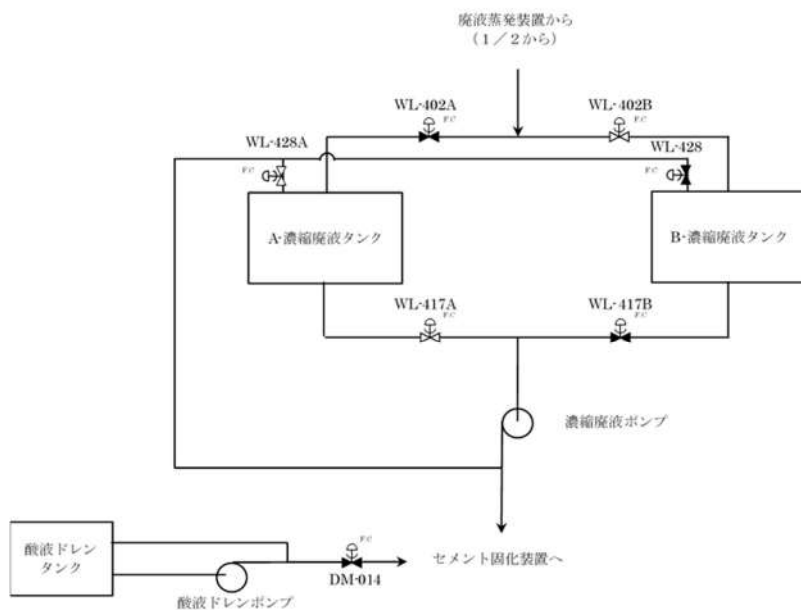 廃液蒸発装置から
(1/2から)
WL-402A
F.C
WL-402B
F.C
WL-428A
F.C
WL-428
F.C
A-濃縮廃液タンク
B-濃縮廃液タンク
WL-417A
F.C
WL-417B
F.C
濃縮廃液ポンプ
酸液ドレン
タンク
F.C
DM-014
セメント固化装置へ
酸液ドレンポンプ